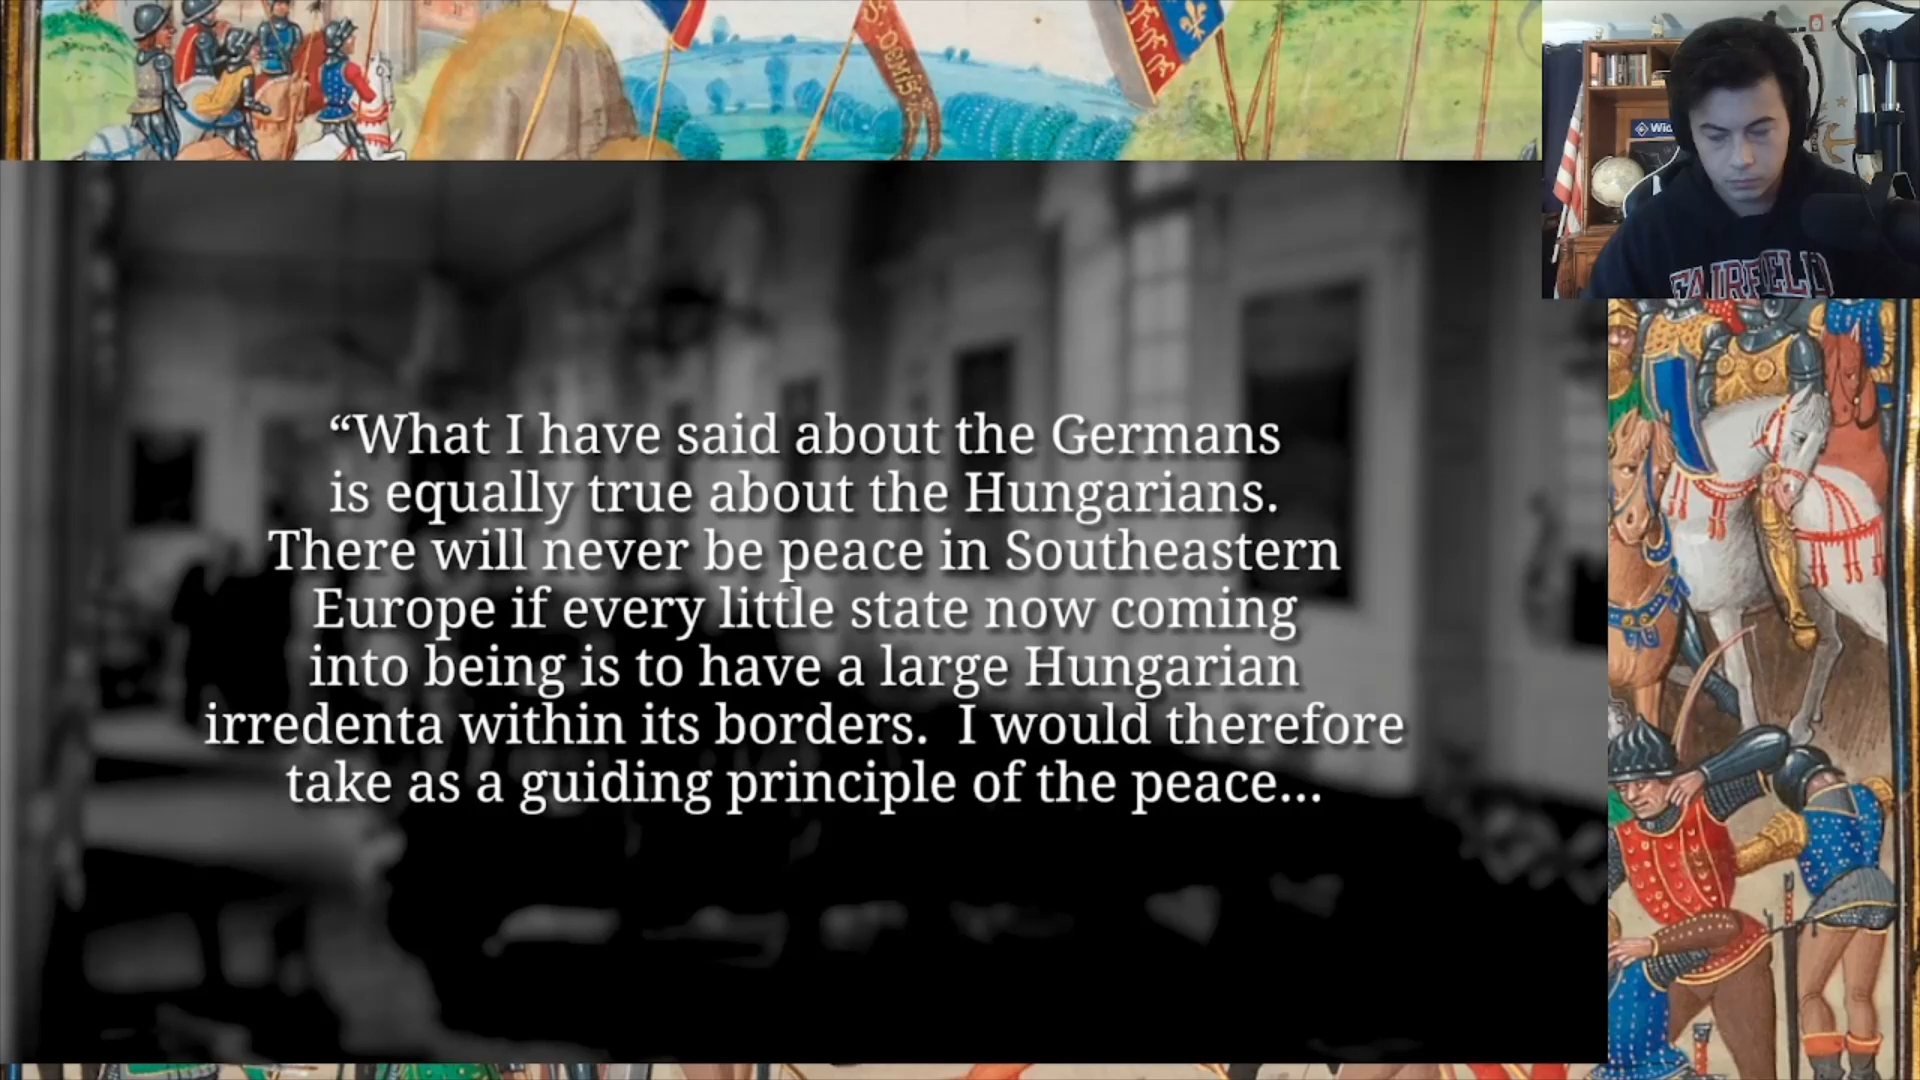 “What I have said about the Germans
is equally true about the Hungarians.
There will never be peace in Southeastern
Europe if every little state now coming
into being is to have a large Hungarian
irredenta within its borders.  I would therefore
take as a guiding principle of the peace...
FAIRFIELD